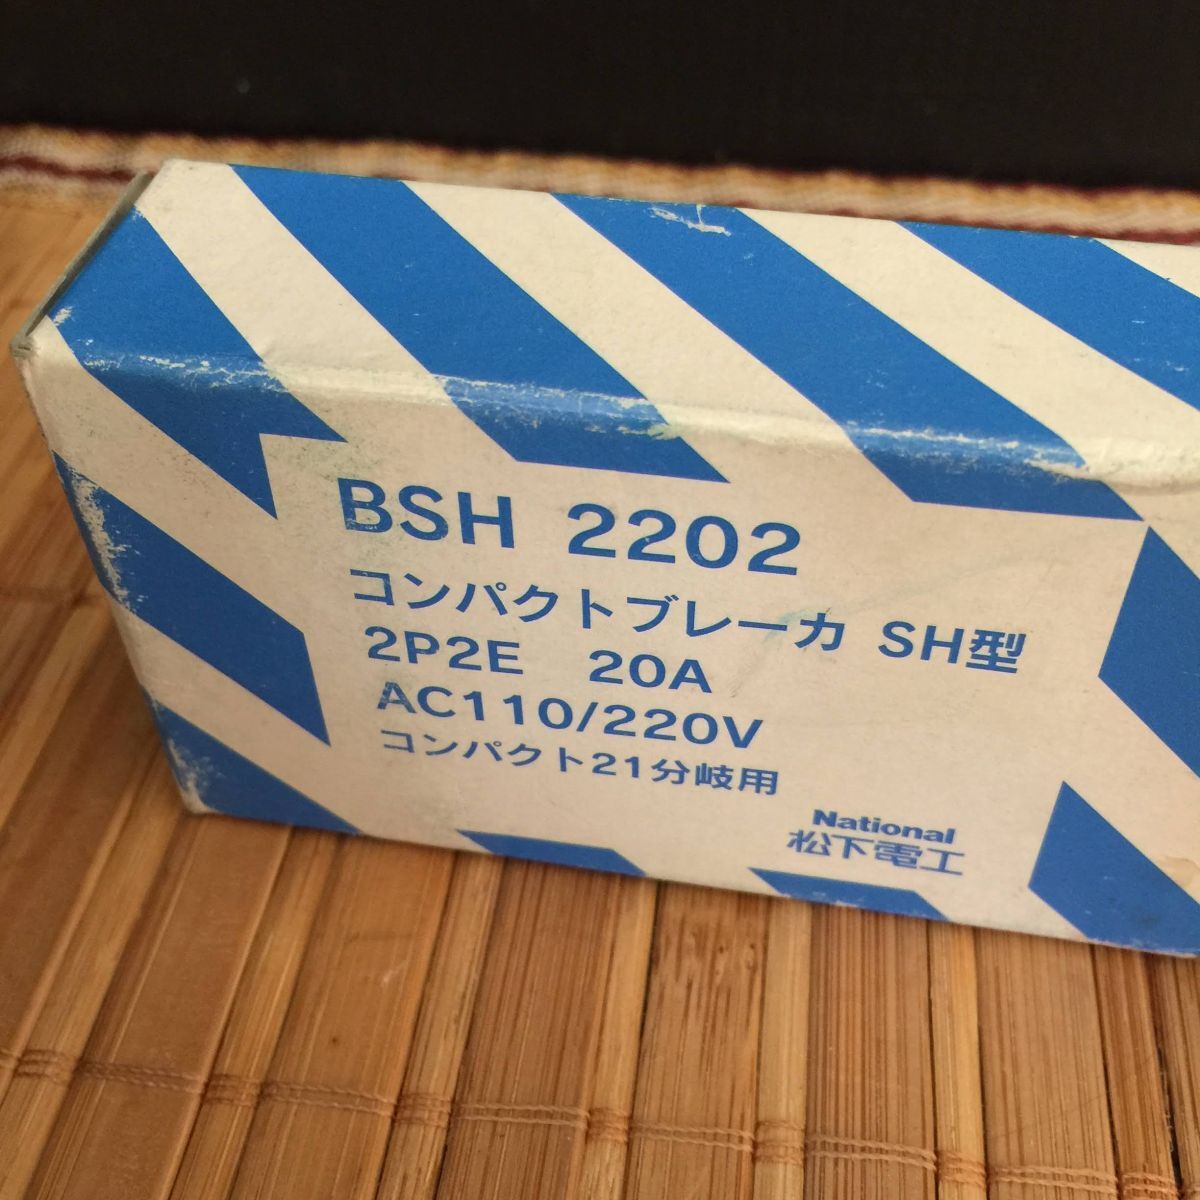 BSH 2202
コンパクトブレーカ SH型
2P2E 20A
AC110/220V
コンパクト21分岐用
National
松下電工